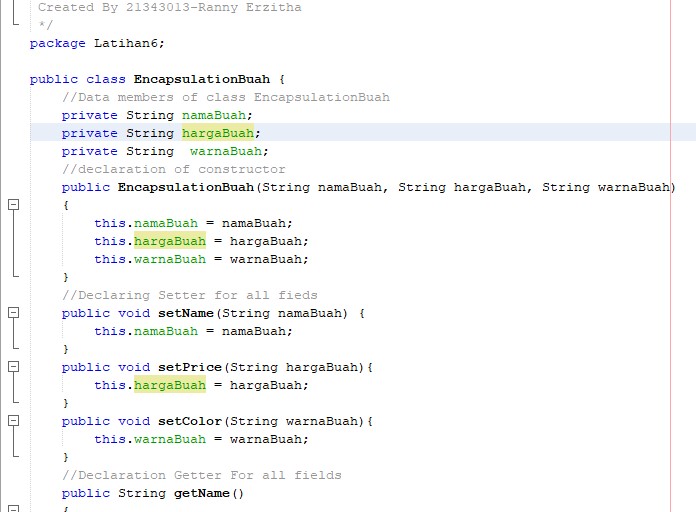 Created By 21343013-Ranny Erzitha
*/
package Latihan6;
public class EncapsulationBuah {
//Data members of class EncapsulationBuah
private String namaBuah;
private String hargaBuah;
private String  warnaBuah;
//declaration of constructor
public EncapsulationBuah(String namaBuah, String hargaBuah, String warnaBuah)
{
this.namaBuah = namaBuah;
this.hargaBuah = hargaBuah;
this.warnaBuah = warnaBuah;
}
//Declaring Setter for all fieds
public void setName(String namaBuah) {
this.namaBuah = namaBuah;
}
public void setPrice(String hargaBuah){
this.hargaBuah = hargaBuah;
}
public void setColor(String warnaBuah){
this.warnaBuah = warnaBuah;
}
//Declaration Getter For all fields
public String getName()
{